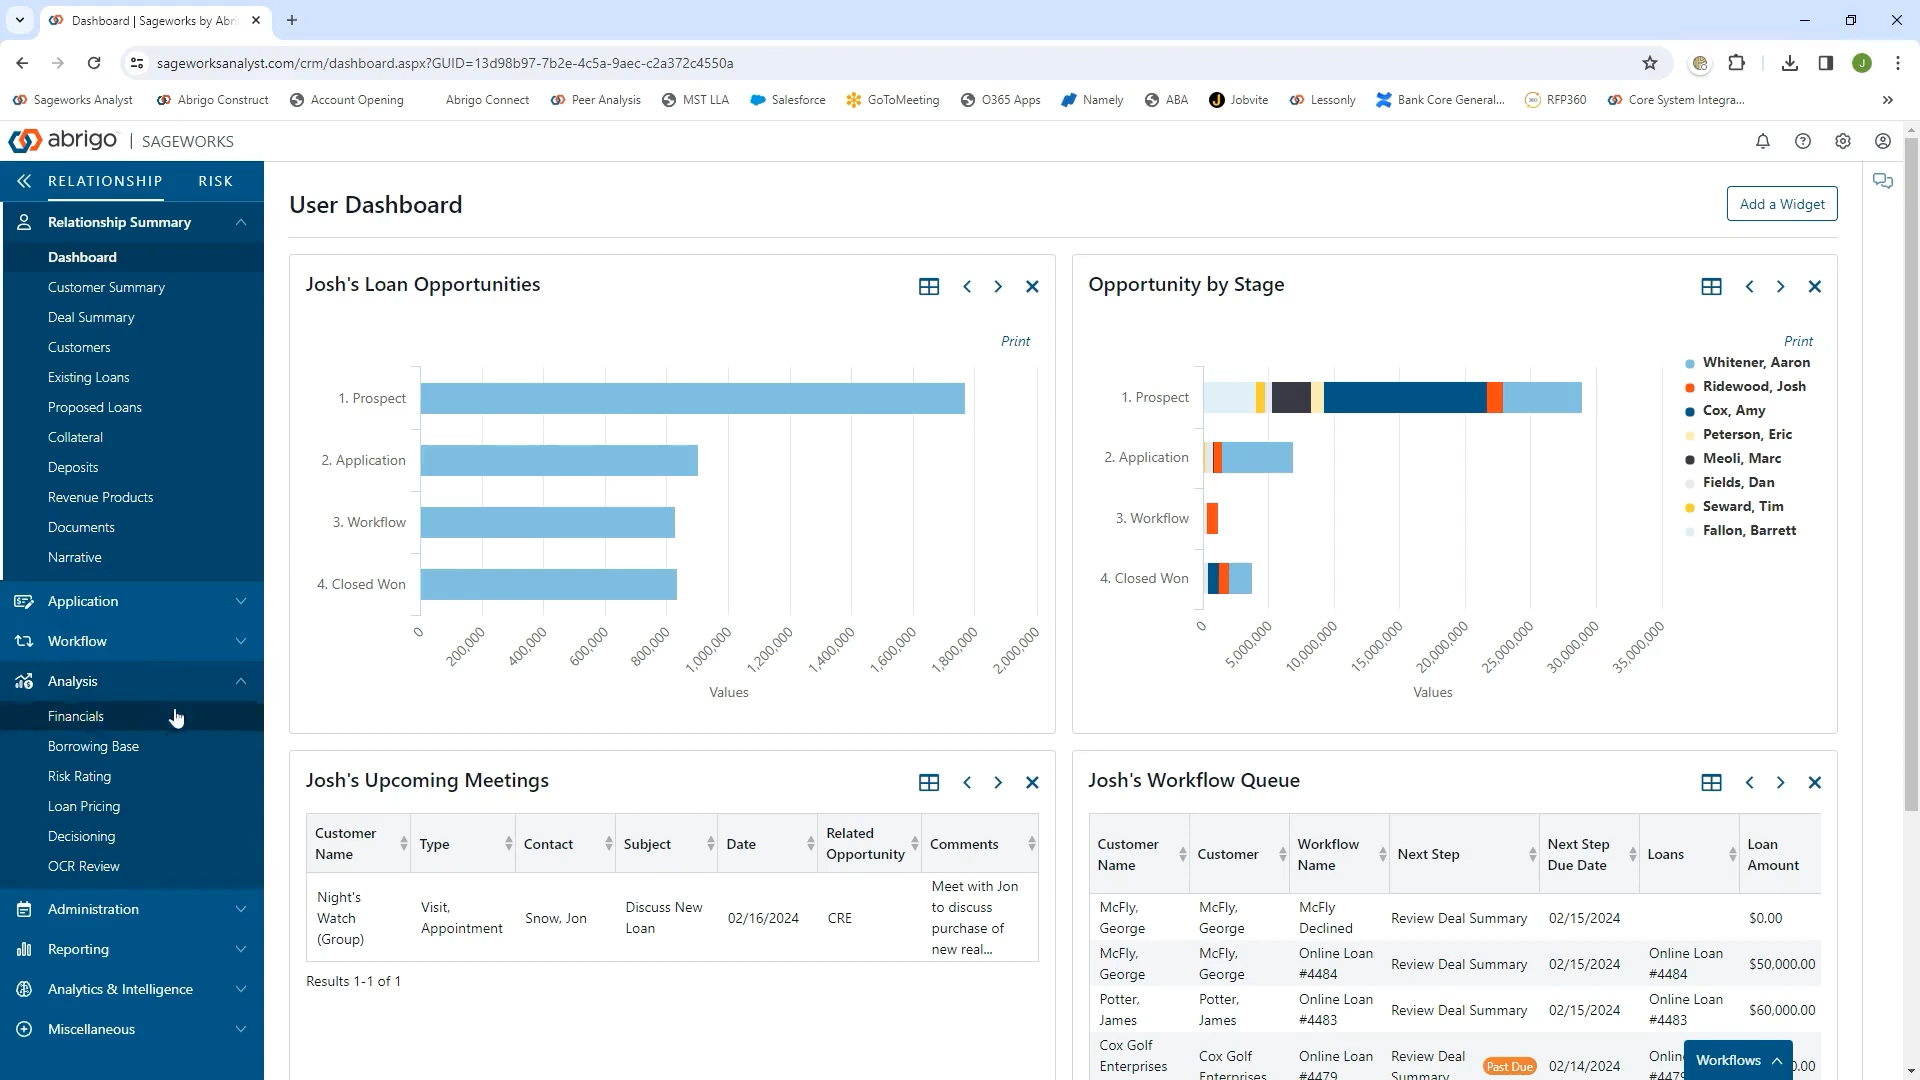 Dashboard | Sageworks by Abri
sageworksanalyst.com/crm/dashboard.aspx?GUID=13d98b97-7b2e-4c5a-9aec-c2a372c4550a
J
Sageworks Analyst
Abrigo Construct
Account Opening
Abrigo Connect
Peer Analysis
MST LLA
Salesforce
GoToMeeting
O365 Apps
Namely
ABA
Jobvite
Lessonly
Bank Core General...
RFP360
Core System Integra...
abrigo | SAGEWORKS
RELATIONSHIP
RISK
Relationship Summary
Dashboard
Customer Summary
Deal Summary
Customers
Existing Loans
Proposed Loans
Collateral
Deposits
Revenue Products
Documents
Narrative
Application
Workflow
Analysis
Financials
Borrowing Base
Risk Rating
Loan Pricing
Decisioning
OCR Review
Administration
Reporting
Analytics & Intelligence
Miscellaneous
User Dashboard
Add a Widget
Josh's Loan Opportunities
Print
1. Prospect
2. Application
3. Workflow
4. Closed Won
0
200,000
400,000
600,000
800,000
1,000,000
1,200,000
1,400,000
1,600,000
1,800,000
2,000,000
Values
Opportunity by Stage
Print
Whitener, Aaron
Ridewood, Josh
Cox, Amy
Peterson, Eric
Meoli, Marc
Fields, Dan
Seward, Tim
Fallon, Barrett
1. Prospect
2. Application
3. Workflow
4. Closed Won
0
5,000,000
10,000,000
15,000,000
20,000,000
25,000,000
30,000,000
35,000,000
Values
Josh's Upcoming Meetings
Customer
Name
Type
Contact
Subject
Date
Related
Opportunity
Comments
Night's
Watch
(Group)
Visit,
Appointment
Snow, Jon
Discuss New
Loan
02/16/2024
CRE
Meet with Jon
to discuss
purchase of
new real...
Results 1-1 of 1
Josh's Workflow Queue
Customer
Name
Customer
Workflow
Name
Next Step
Next Step
Due Date
Loans
Loan
Amount
McFly,
George
McFly,
George
McFly
Declined
Review Deal Summary
02/15/2024
$0.00
McFly,
George
McFly,
George
Online Loan
#4484
Review Deal Summary
02/15/2024
Online Loan
#4484
$50,000.00
Potter,
James
Potter,
James
Online Loan
#4483
Review Deal Summary
02/15/2024
Online Loan
#4483
$60,000.00
Cox Golf
Enterprises
Cox Golf
Enterprises
Online Loan
#4479
Review Deal
Summary
Past Due
02/14/2024
Workflows